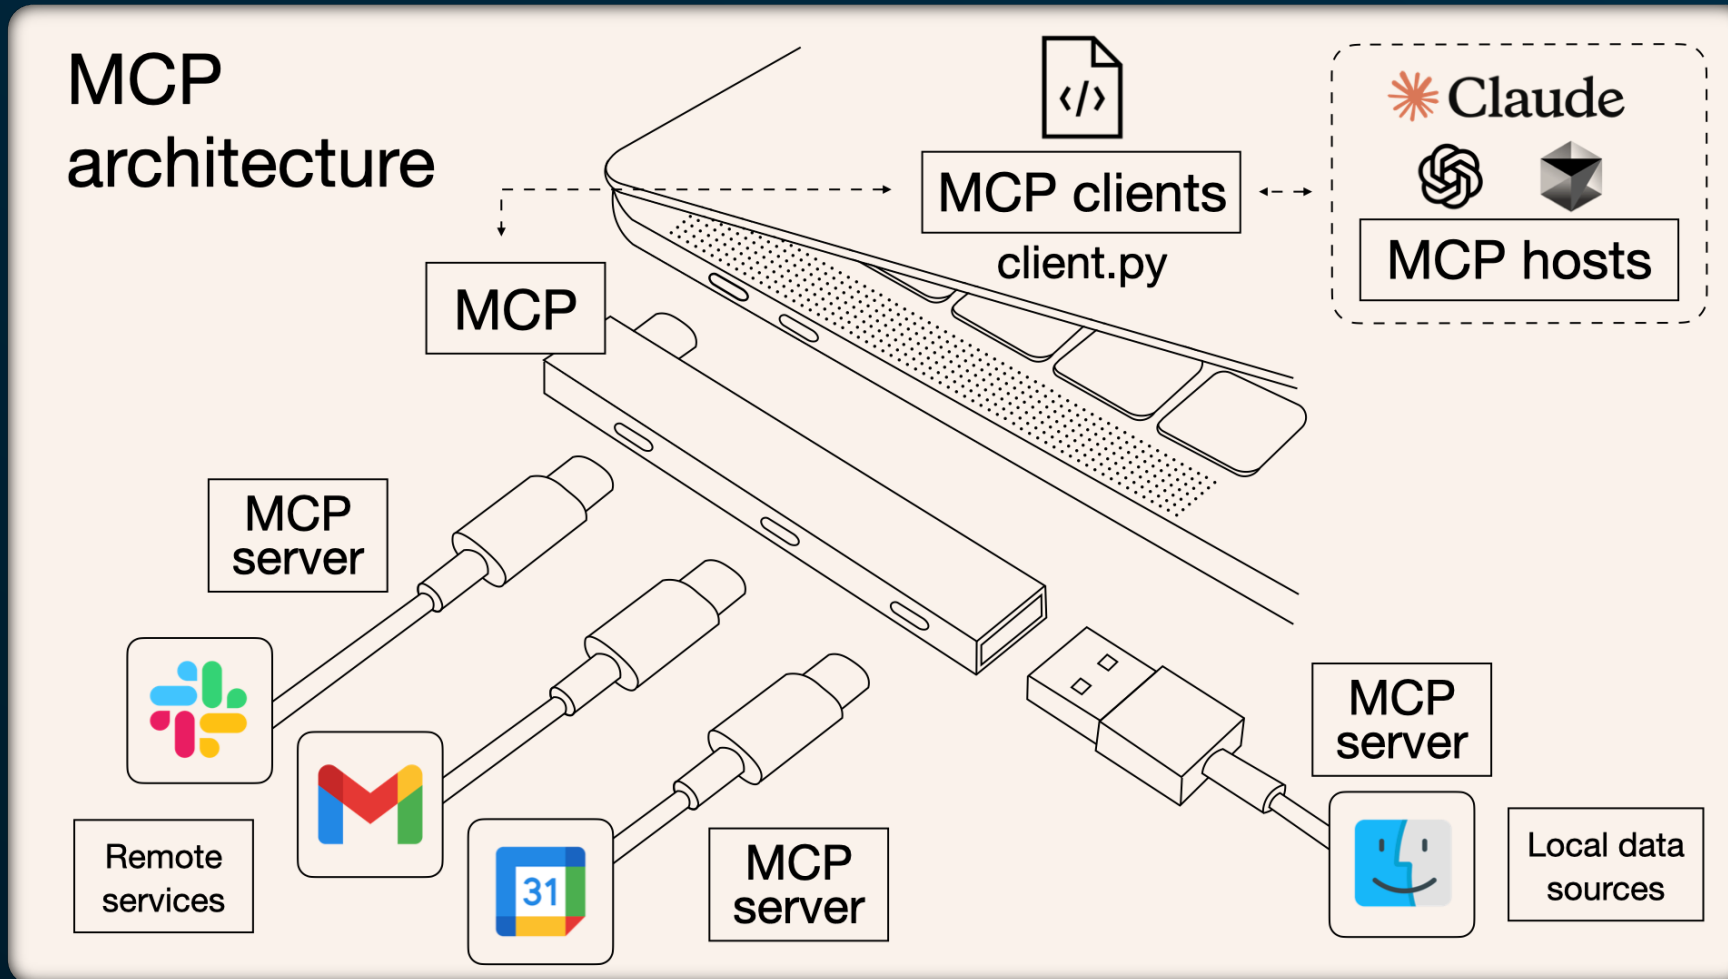 MCP
architecture
</>
Claude
MCP clients
client.py
MCP hosts
MCP
MCP
server
Remote
services
31
MCP
server
MCP
server
Local data
sources